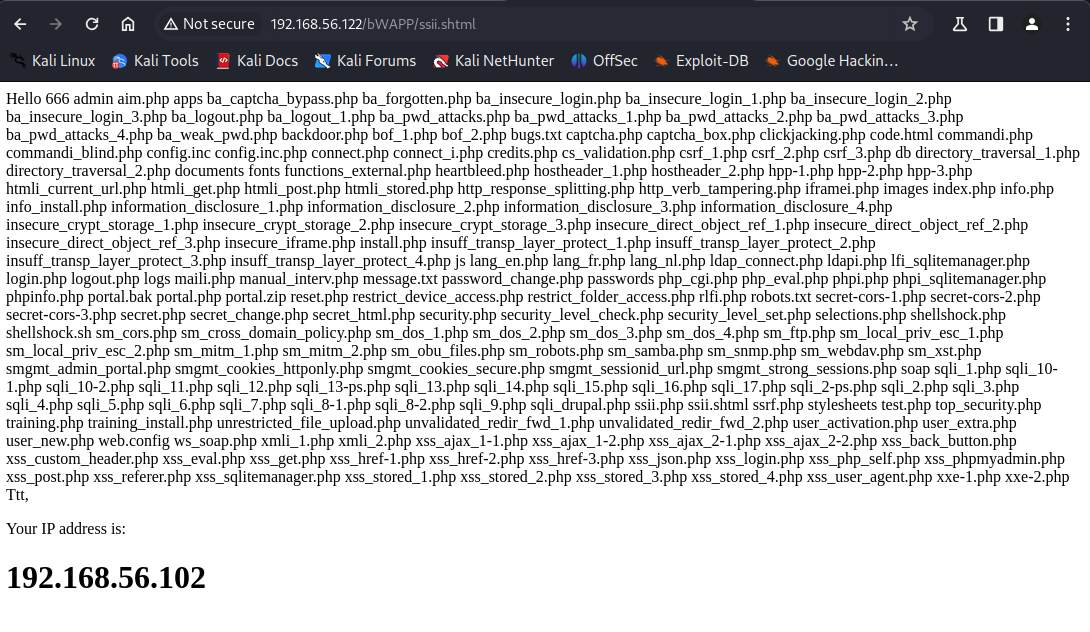 Not secure 192.168.56.122/bWAPP/ssii.shtml
Kali Linux Kali Tools Kali Docs Kali Forums Kali NetHunter OffSec Exploit-DB Google Hackin…
Hello 666 admin aim.php apps ba_captcha_bypass.php ba_forgotten.php ba_insecure_login.php ba_insecure_login_1.php ba_insecure_login_2.php
ba_insecure_login_3.php ba_logout.php ba_logout_1.php ba_pwd_attacks.php ba_pwd_attacks_1.php ba_pwd_attacks_2.php ba_pwd_attacks_3.php
ba_pwd_attacks_4.php ba_weak_pwd.php backdoor.php bof_1.php bof_2.php bugs.txt captcha.php captcha_box.php clickjacking.php code.html commandi.php
commandi_blind.php config.inc config.inc.php connect.php connect_i.php credits.php cs_validation.php csrf_1.php csrf_2.php csrf_3.php db directory_traversal_1.php
directory_traversal_2.php documents fonts functions_external.php heartbleed.php hostheader_1.php hostheader_2.php hpp-1.php hpp-2.php hpp-3.php
htmli_current_url.php htmli_get.php htmli_post.php htmli_stored.php http_response_splitting.php http_verb_tampering.php iframei.php images index.php info.php
info_install.php information_disclosure_1.php information_disclosure_2.php information_disclosure_3.php information_disclosure_4.php
insecure_crypt_storage_1.php insecure_crypt_storage_2.php insecure_crypt_storage_3.php insecure_direct_object_ref_1.php insecure_direct_object_ref_2.php
insecure_direct_object_ref_3.php insecure_iframe.php install.php insuff_transp_layer_protect_1.php insuff_transp_layer_protect_2.php
insuff_transp_layer_protect_3.php insuff_transp_layer_protect_4.php js lang_en.php lang_fr.php lang_nl.php ldap_connect.php ldapi.php lfi_sqlitemanager.php
login.php logout.php logs maili.php manual_interv.php message.txt password_change.php passwords php_cgi.php php_eval.php phpi.php phpi_sqlitemanager.php
phpinfo.php portal.bak portal.php portal.zip reset.php restrict_device_access.php restrict_folder_access.php rlfi.php robots.txt secret-cors-1.php secret-cors-2.php
secret-cors-3.php secret.php secret_change.php secret_html.php security.php security_level_check.php security_level_set.php selections.php shellshock.php
shellshock.sh sm_cors.php sm_cross_domain_policy.php sm_dos_1.php sm_dos_2.php sm_dos_3.php sm_dos_4.php sm_ftp.php sm_local_priv_esc_1.php
sm_local_priv_esc_2.php sm_mitm_1.php sm_mitm_2.php sm_obu_files.php sm_robots.php sm_samba.php sm_snmp.php sm_webdav.php sm_xst.php
smgmt_admin_portal.php smgmt_cookies_httponly.php smgmt_cookies_secure.php smgmt_sessionid_url.php smgmt_strong_sessions.php soap sqli_1.php sqli_10-
1.php sqli_10-2.php sqli_11.php sqli_12.php sqli_13-ps.php sqli_13.php sqli_14.php sqli_15.php sqli_16.php sqli_17.php sqli_2-ps.php sqli_2.php sqli_3.php
sqli_4.php sqli_5.php sqli_6.php sqli_7.php sqli_8-1.php sqli_8-2.php sqli_9.php sqli_drupal.php ssii.php ssii.shtml ssrf.php stylesheets test.php top_security.php
training.php training_install.php unrestricted_file_upload.php unvalidated_redir_fwd_1.php unvalidated_redir_fwd_2.php user_activation.php user_extra.php
user_new.php web.config ws_soap.php xmli_1.php xmli_2.php xss_ajax_1-1.php xss_ajax_1-2.php xss_ajax_2-1.php xss_ajax_2-2.php xss_back_button.php
xss_custom_header.php xss_eval.php xss_get.php xss_href-1.php xss_href-2.php xss_href-3.php xss_json.php xss_login.php xss_php_self.php xss_phpmyadmin.php
xss_post.php xss_referer.php xss_sqlitemanager.php xss_stored_1.php xss_stored_2.php xss_stored_3.php xss_stored_4.php xss_user_agent.php xxe-1.php xxe-2.php
Ttt,
Your IP address is:
192.168.56.102